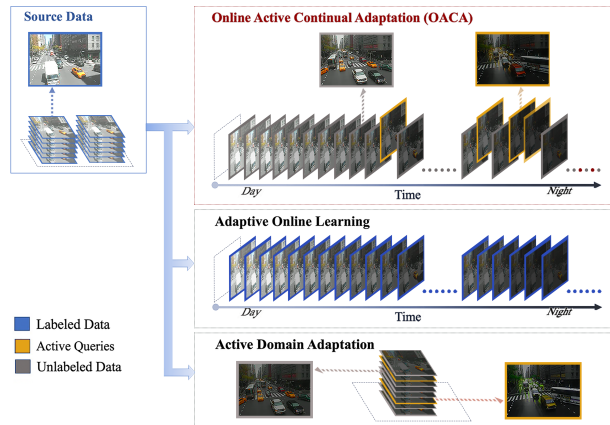 Source Data
Online Active Continual Adaptation (OACA)
Day
Night
Time
Adaptive Online Learning
Day
Night
Time
Labeled Data
Active Queries
Unlabeled Data
Active Domain Adaptation